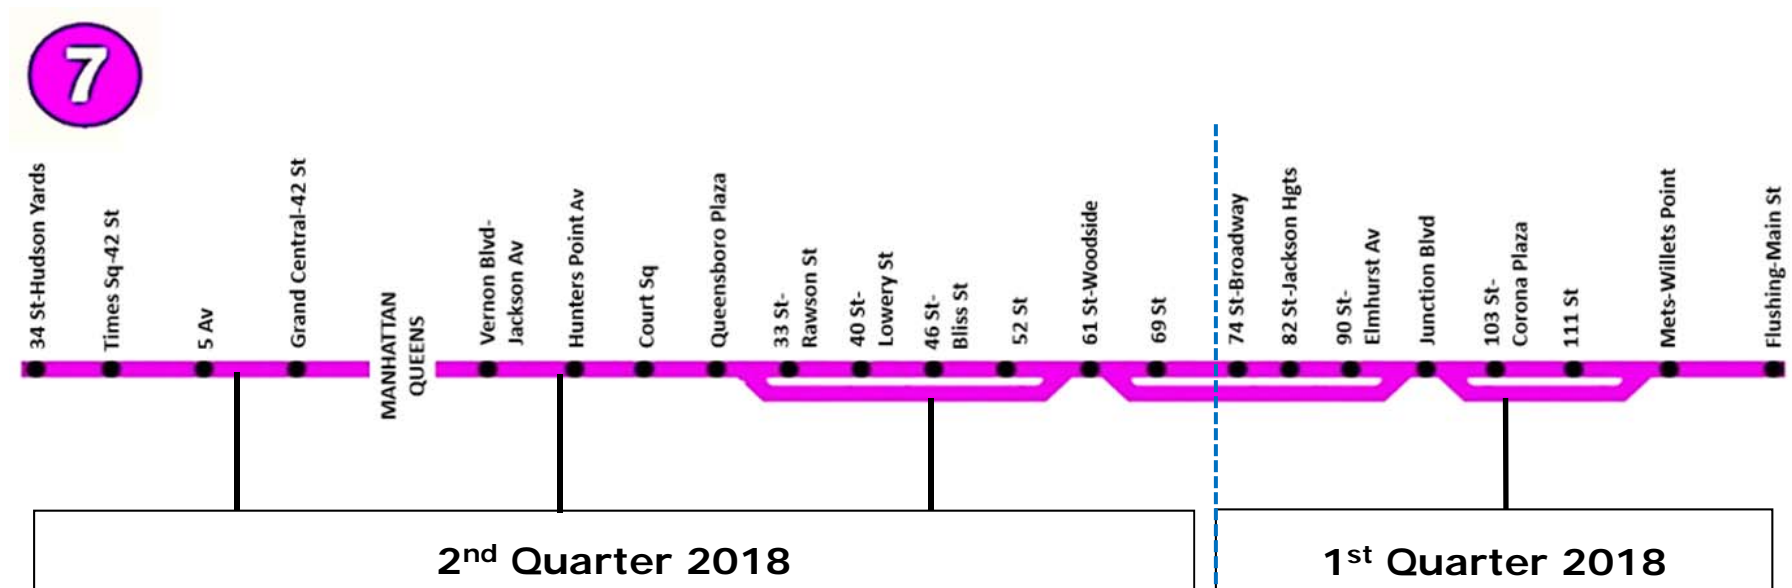 7
34 St-Hudson Yards
Times Sq-42 St
5 Av
Grand Central-42 St
MANHATTAN
QUEENS
Vernon Blvd-
Jackson Av
Hunters Point Av
Court Sq
Queensboro Plaza
33 St-
Rawson St
40 St-
Lowery St
46 St-
Bliss St
52 St
61 St-Woodside
69 St
74 St-Broadway
82 St-Jackson Hgts
90 St-
Elmhurst Av
Junction Blvd
103 St-
Corona Plaza
111 St
Mets-Willets Point
Flushing-Main St
2nd Quarter 2018
1st Quarter 2018